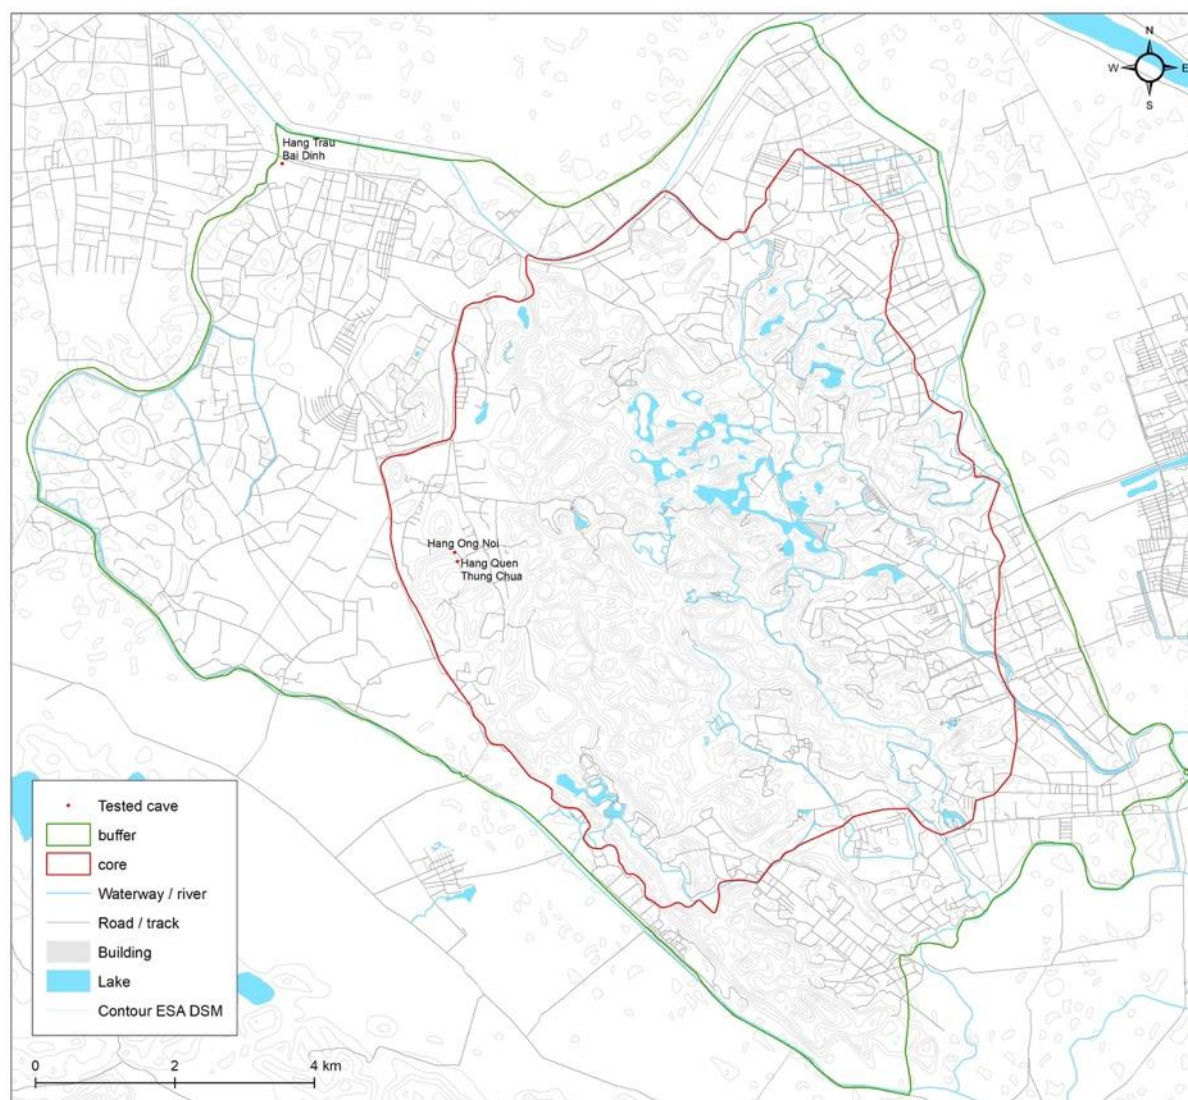 N
W
E
S
Hang Trau
Bai Dinh
Hang Ong Noi
Hang Quen
Thung Chua
Tested cave
buffer
core
Waterway / river
Road / track
Building
Lake
Contour ESA DSM
0 2 4 km